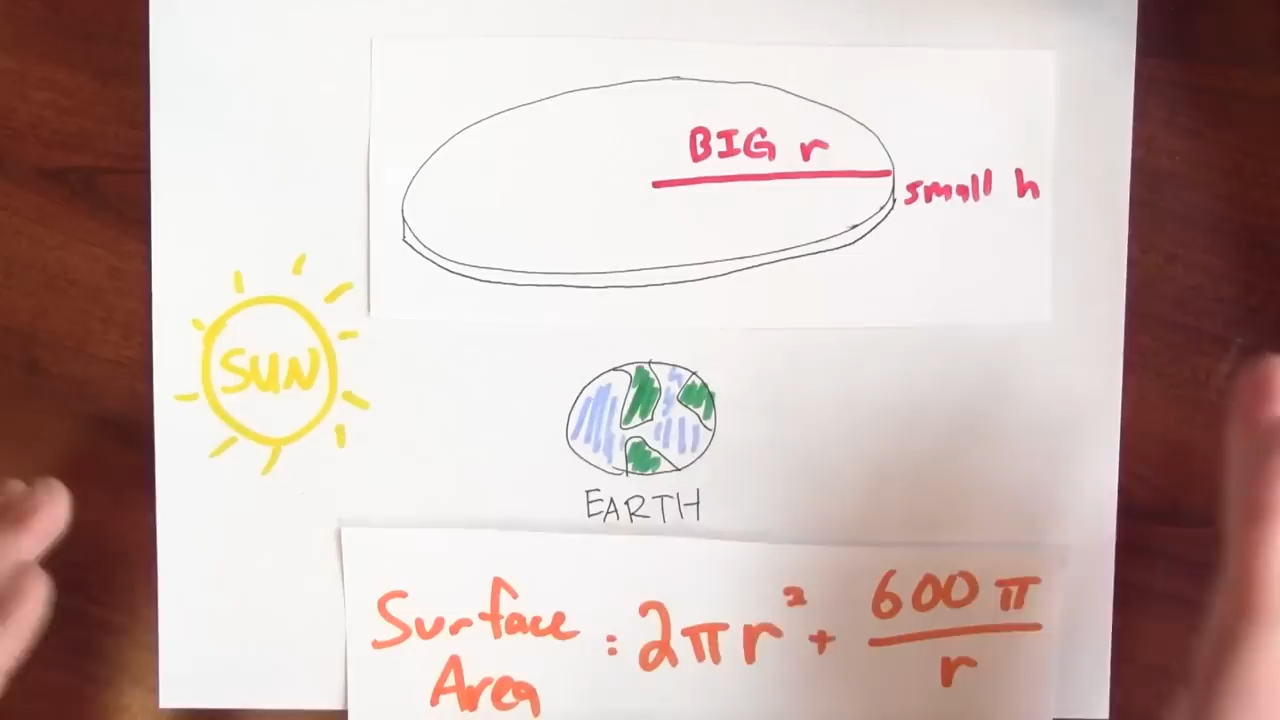 BIG r
small h
SUN
EARTH
Surface Area : 2πr² + 600π/r